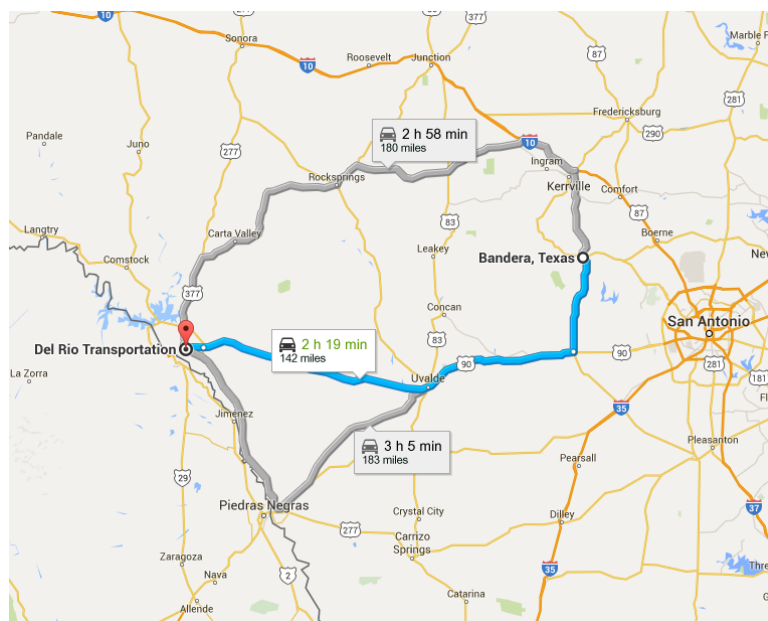 10
377
Sonora
Roosevelt
Junction
87
Marble F
10
281
Fredericksburg
Pandale
Juno
277
2 h 58 min
180 miles
10
290
Ingram
Rocksprings
Kerrville
Comfort
87
83
Langtry
Carta Valley
Boerne
Leakey
Comstock
Bandera, Texas
New
377
Concan
San Antonio
83
2 h 19 min
142 miles
Del Rio Transportation
90
90
La Zorra
Uvalde
281
181
35
Jiménez
Fl
3 h 5 min
183 miles
Pleasanton
29
Pearsall
Piedras Negras
37
Crystal City
Dilley
277
Carrizo
Springs
Zaragoza
35
Three
2
Nava
Catarina
G
Allende